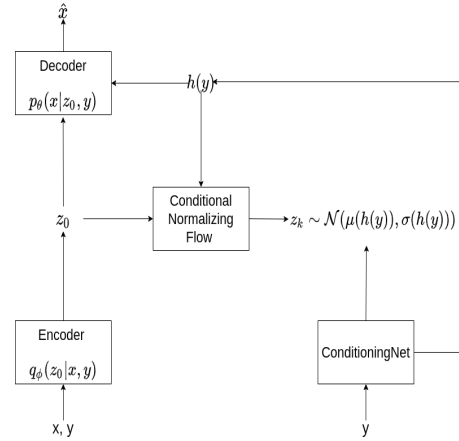 x̂
Decoder
p_θ(x|z_0, y)
h(y)
Conditional
Normalizing
Flow
z_0
z_k ∼ 𝒩(μ(h(y)), σ(h(y)))
Encoder
q_ϕ(z_0|x, y)
ConditioningNet
x, y
y